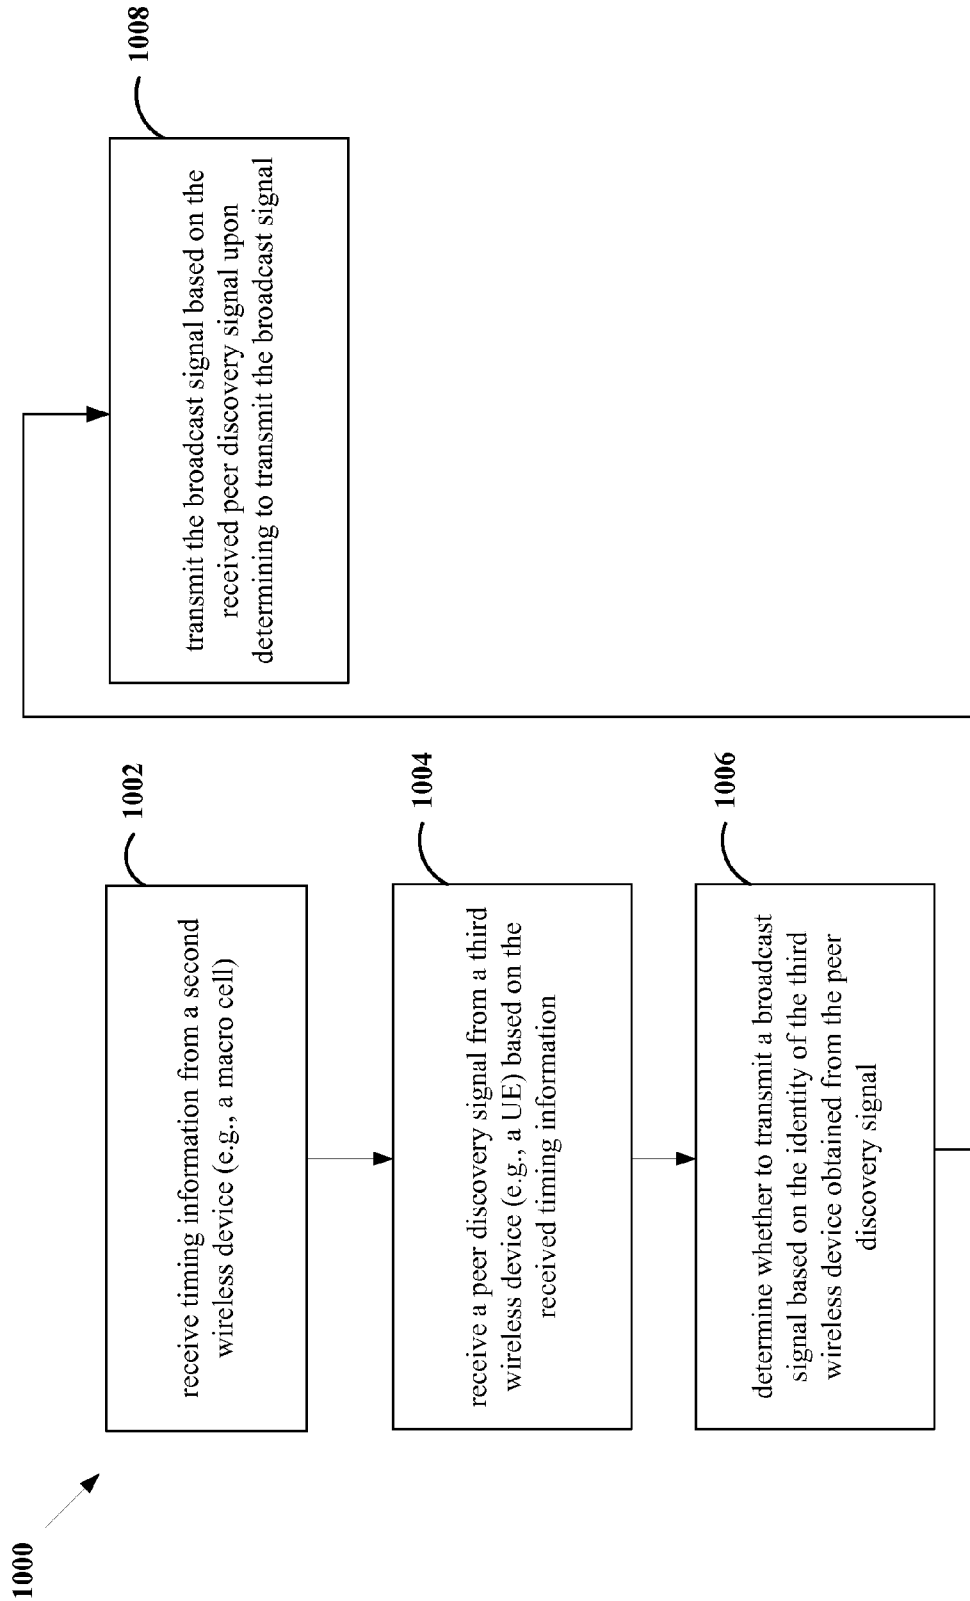 1000
1002
receive timing information from a second
wireless device (e.g., a macro cell)
1004
receive a peer discovery signal from a third
wireless device (e.g., a UE) based on the
received timing information
1006
determine whether to transmit a broadcast
signal based on the identity of the third
wireless device obtained from the peer
discovery signal
1008
transmit the broadcast signal based on the
received peer discovery signal upon
determining to transmit the broadcast signal